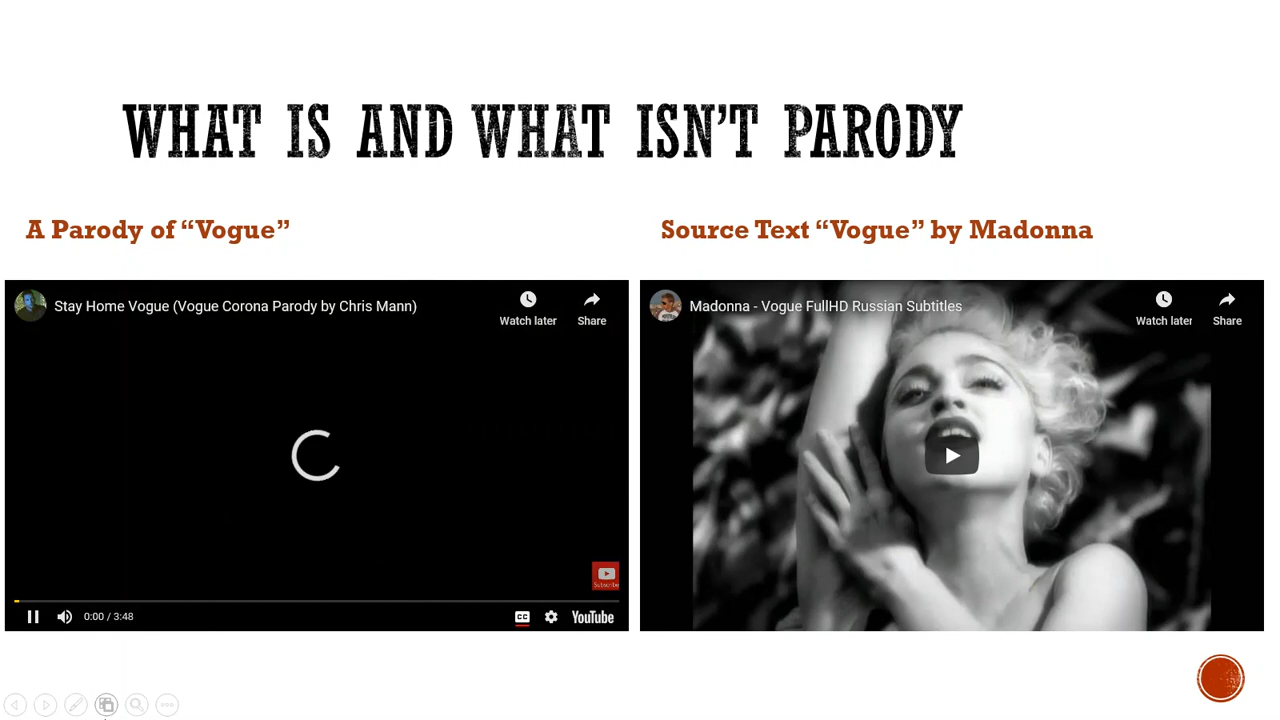 WHAT IS AND WHAT ISN'T PARODY
A Parody of “Vogue”
Source Text “Vogue” by Madonna
Stay Home Vogue (Vogue Corona Parody by Chris Mann)
Watch later
Share
Subscribe
0:00 / 3:48
CC
YouTube
Madonna - Vogue FullHD Russian Subtitles
Watch later
Share